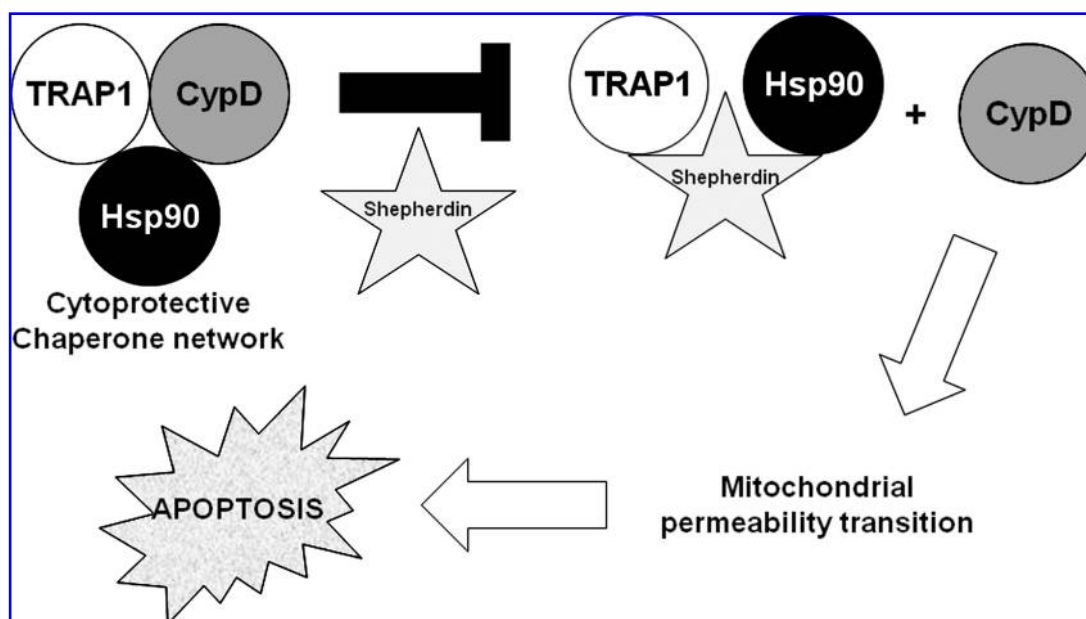 TRAP1
CypD
Hsp90
Cytoprotective
Chaperone network
Shepherdin
TRAP1
Hsp90
Shepherdin
+
CypD
Mitochondrial
permeability transition
APOPTOSIS